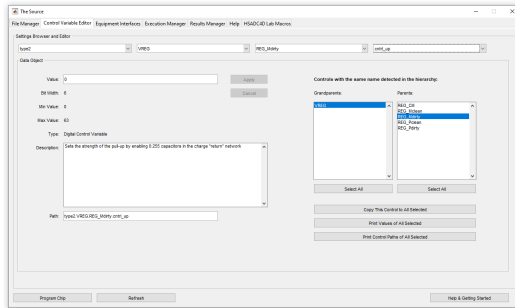 The Source
File Manager Control Variable Editor Equipment Interfaces Execution Manager Results Manager Help HSADC4D Lab Macros
Settings Browser and Editor
type2 VREG REG_Mdirty cntrl_up
Data Object
Value: 0 Apply
Bit Width: 6 Cancel
Min Value: 0
Max Value: 63
Type: Digital Control Variable
Description: Sets the strength of the pull-up by enabling 0:255 capacitors in the charge "return" network
Path: type2.VREG.REG_Mdirty.cntrl_up
Controls with the same name detected in the hierarchy:
Grandparents: Parents:
VREG
REG_CM
REG_Mclean
REG_Mdirty
REG_Pclean
REG_Pdirty
Select All Select All
Copy This Control to All Selected
Print Values of All Selected
Print Control Paths of All Selected
Program Chip Refresh Help & Getting Started